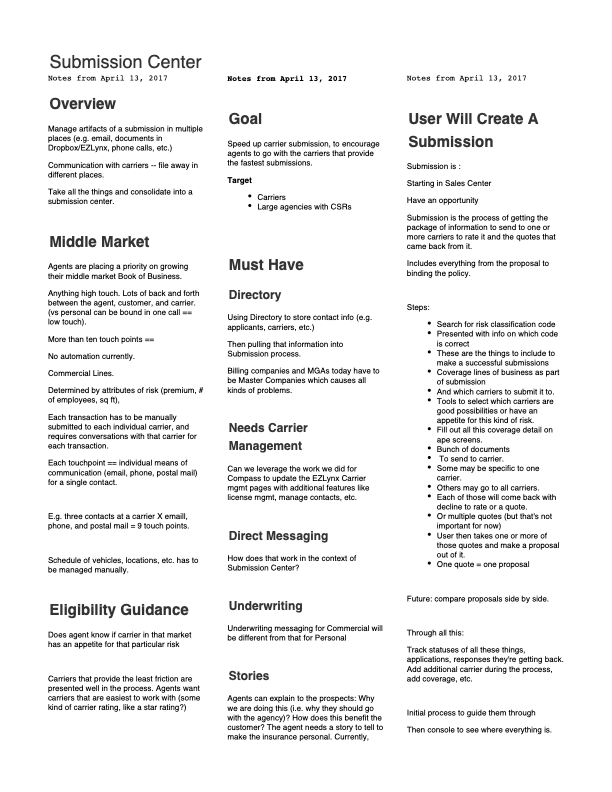 Submission Center
Notes from April 13, 2017
Overview
Manage artifacts of a submission in multiple
places (e.g. email, documents in
Dropbox/EZLynx, phone calls, etc.)
Communication with carriers -- file away in
different places.
Take all the things and consolidate into a
submission center.
Middle Market
Agents are placing a priority on growing
their middle market Book of Business.
Anything high touch. Lots of back and forth
between the agent, customer, and carrier.
(vs personal can be bound in one call ==
low touch).
More than ten touch points ==
No automation currently.
Commercial Lines.
Determined by attributes of risk (premium, #
of employees, sq ft),
Each transaction has to be manually
submitted to each individual carrier, and
requires conversations with that carrier for
each transaction.
Each touchpoint == individual means of
communication (email, phone, postal mail)
for a single contact.
E.g. three contacts at a carrier X emaill,
phone, and postal mail = 9 touch points.
Schedule of vehicles, locations, etc. has to
be managed manually.
Eligibility Guidance
Does agent know if carrier in that market
has an appetite for that particular risk
Carriers that provide the least friction are
presented well in the process. Agents want
carriers that are easiest to work with (some
kind of carrier rating, like a star rating?)
Notes from April 13, 2017
Goal
Speed up carrier submission, to encourage
agents to go with the carriers that provide
the fastest submissions.
Target
• Carriers
• Large agencies with CSRs
Must Have
Directory
Using Directory to store contact info (e.g.
applicants, carriers, etc.)
Then pulling that information into
Submission process.
Billing companies and MGAs today have to
be Master Companies which causes all
kinds of problems.
Needs Carrier
Management
Can we leverage the work we did for
Compass to update the EZLynx Carrier
mgmt pages with additional features like
license mgmt, manage contacts, etc.
Direct Messaging
How does that work in the context of
Submission Center?
Underwriting
Underwriting messaging for Commercial will
be different from that for Personal
Stories
Agents can explain to the prospects: Why
we are doing this (i.e. why they should go
with the agency)? How does this benefit the
customer? The agent needs a story to tell to
make the insurance personal. Currently,
Notes from April 13, 2017
User Will Create A
Submission
Submission is :
Starting in Sales Center
Have an opportunity
Submission is the process of getting the
package of information to send to one or
more carriers to rate it and the quotes that
came back from it.
Includes everything from the proposal to
binding the policy.
Steps:
• Search for risk classification code
• Presented with info on which code
is correct
• These are the things to include to
make a successful submissions
• Coverage lines of business as part
of submission
• And which carriers to submit it to.
• Tools to select which carriers are
good possibilities or have an
appetite for this kind of risk.
• Fill out all this coverage detail on
ape screens.
• Bunch of documents
• To send to carrier.
• Some may be specific to one
carrier.
• Others may go to all carriers.
• Each of those will come back with
decline to rate or a quote.
• Or multiple quotes (but that's not
important for now)
• User then takes one or more of
those quotes and make a proposal
out of it.
• One quote = one proposal
Future: compare proposals side by side.
Through all this:
Track statuses of all these things,
applications, responses they're getting back.
Add additional carrier during the process,
add coverage, etc.
Initial process to guide them through
Then console to see where everything is.